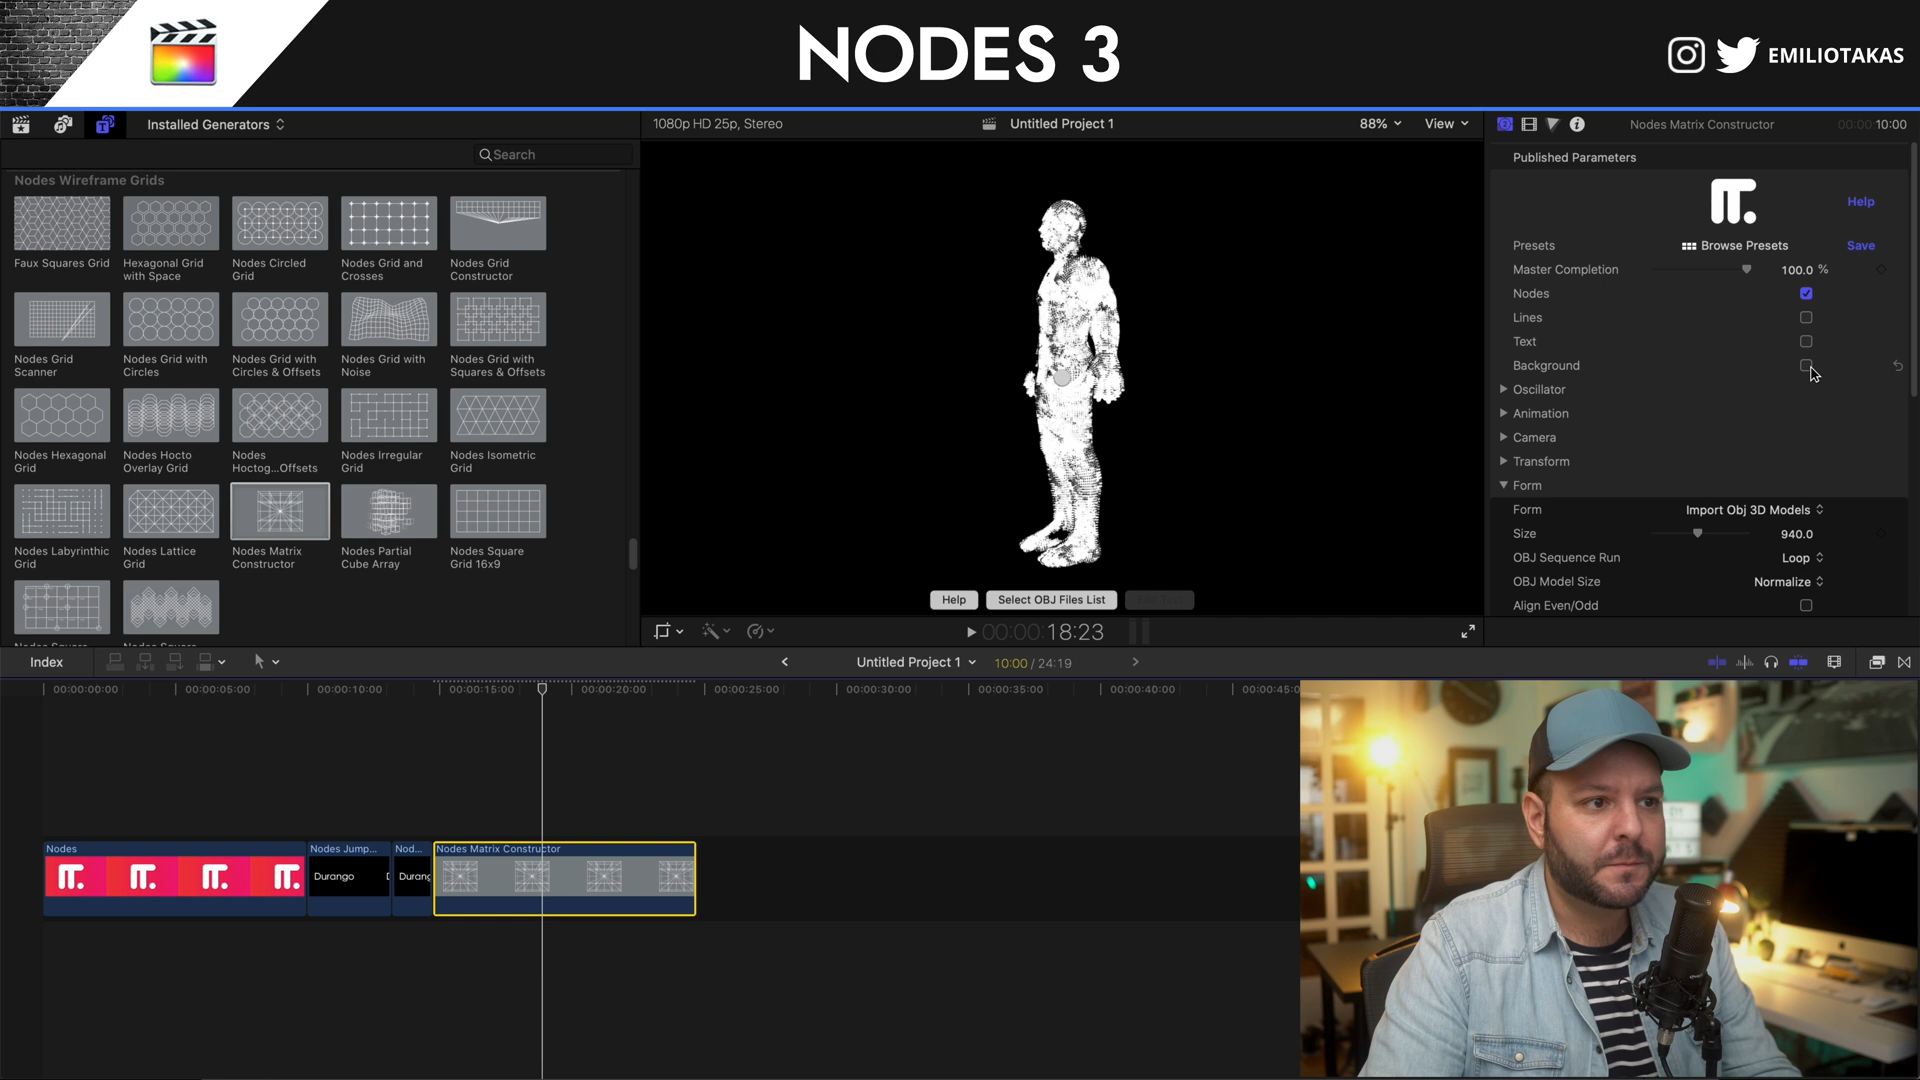 NODES 3
EMILIOTAKAS
Installed Generators
Search
Nodes Wireframe Grids
Faux Squares Grid
Hexagonal Grid
with Space
Nodes Circled
Grid
Nodes Grid and
Crosses
Nodes Grid
Constructor
Nodes Grid
Scanner
Nodes Grid with
Circles
Nodes Grid with
Circles & Offsets
Nodes Grid with
Noise
Nodes Grid with
Squares & Offsets
Nodes Hexagonal
Grid
Nodes Hocto
Overlay Grid
Nodes
Hoctog...Offsets
Nodes Irregular
Grid
Nodes Isometric
Grid
Nodes Labyrinthic
Grid
Nodes Lattice
Grid
Nodes Matrix
Constructor
Nodes Partial
Cube Array
Nodes Square
Grid 16x9
1080p HD 25p, Stereo
Untitled Project 1
88%
View
Help
Select OBJ Files List
00:00:18:23
Nodes Matrix Constructor
00:00:10:00
Published Parameters
IT.
Help
Presets
Browse Presets
Save
Master Completion
100.0 %
Nodes
Lines
Text
Background
Oscillator
Animation
Camera
Transform
Form
Form
Import Obj 3D Models
Size
940.0
OBJ Sequence Run
Loop
OBJ Model Size
Normalize
Align Even/Odd
Index
Untitled Project 1
10:00 / 24:19
00:00:00:00
00:00:05:00
00:00:10:00
00:00:15:00
00:00:20:00
00:00:25:00
00:00:30:00
00:00:35:00
00:00:40:00
00:00:45:0
Nodes
Nodes Jump...
Nod...
Nodes Matrix Constructor
IT.
IT.
IT.
IT.
Durango
D
Durang